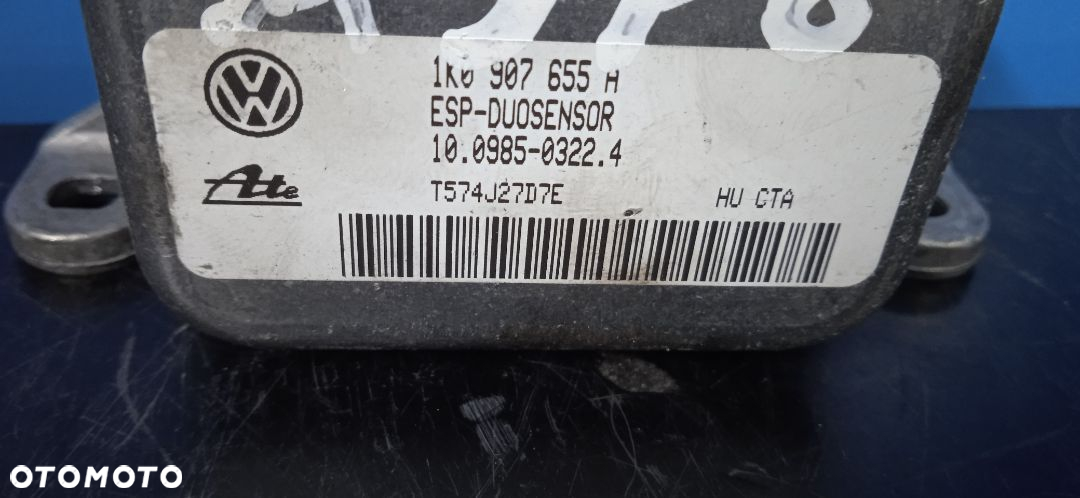 1K0 907 655 A
ESP-DUOSENSOR
10.0985-0322.4
Ate
T574J27D7E HU CTA
OTOMOTO